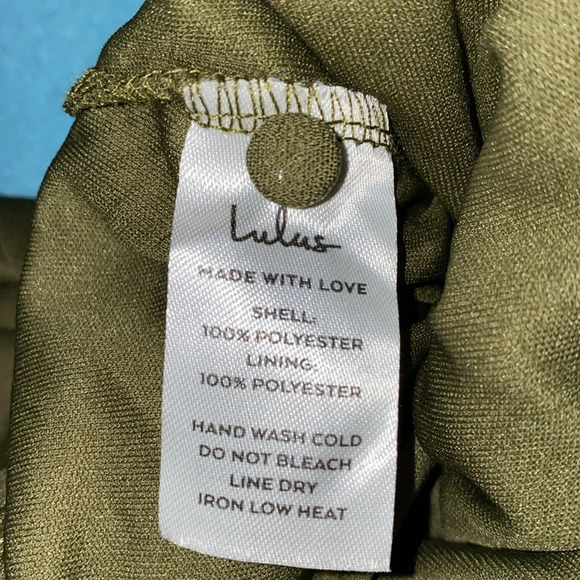 Lulus
MADE WITH LOVE
SHELL:
100% POLYESTER
LINING:
100% POLYESTER
HAND WASH COLD
DO NOT BLEACH
LINE DRY
IRON LOW HEAT